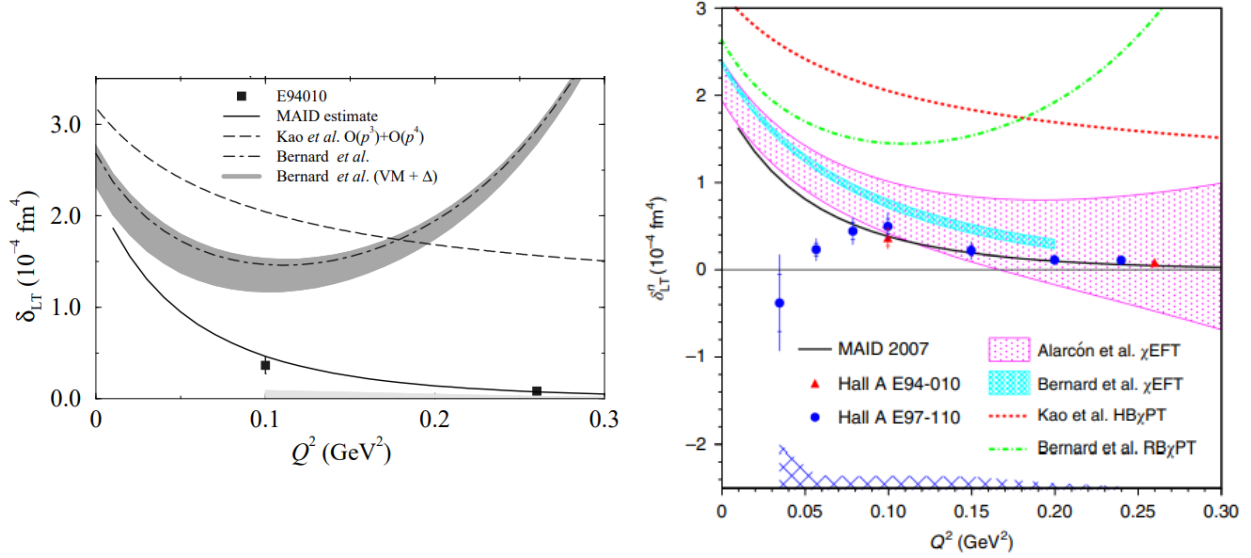 3.0
2.0
1.0
0.0
δ_LT (10⁻⁴ fm⁴)
E94010
MAID estimate
Kao et al. O(p³)+O(p⁴)
Bernard et al.
Bernard et al. (VM + Δ)
0
0.1
0.2
0.3
Q² (GeV²)
3
2
1
0
−1
−2
δⁿ_LT (10⁻⁴ fm⁴)
MAID 2007
Hall A E94-010
Hall A E97-110
Alarcón et al. χEFT
Bernard et al. χEFT
Kao et al. HBχPT
Bernard et al. RBχPT
0
0.05
0.10
0.15
0.20
0.25
0.30
Q² (GeV²)